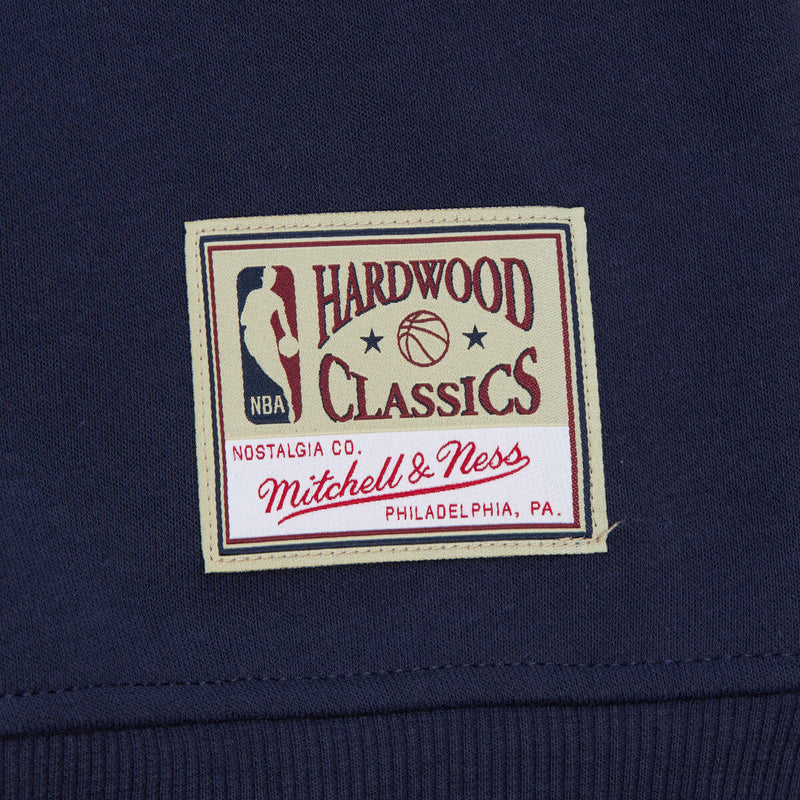 HARDWOOD
CLASSICS
NBA
NOSTALGIA CO.
Mitchell & Ness
PHILADELPHIA, PA.